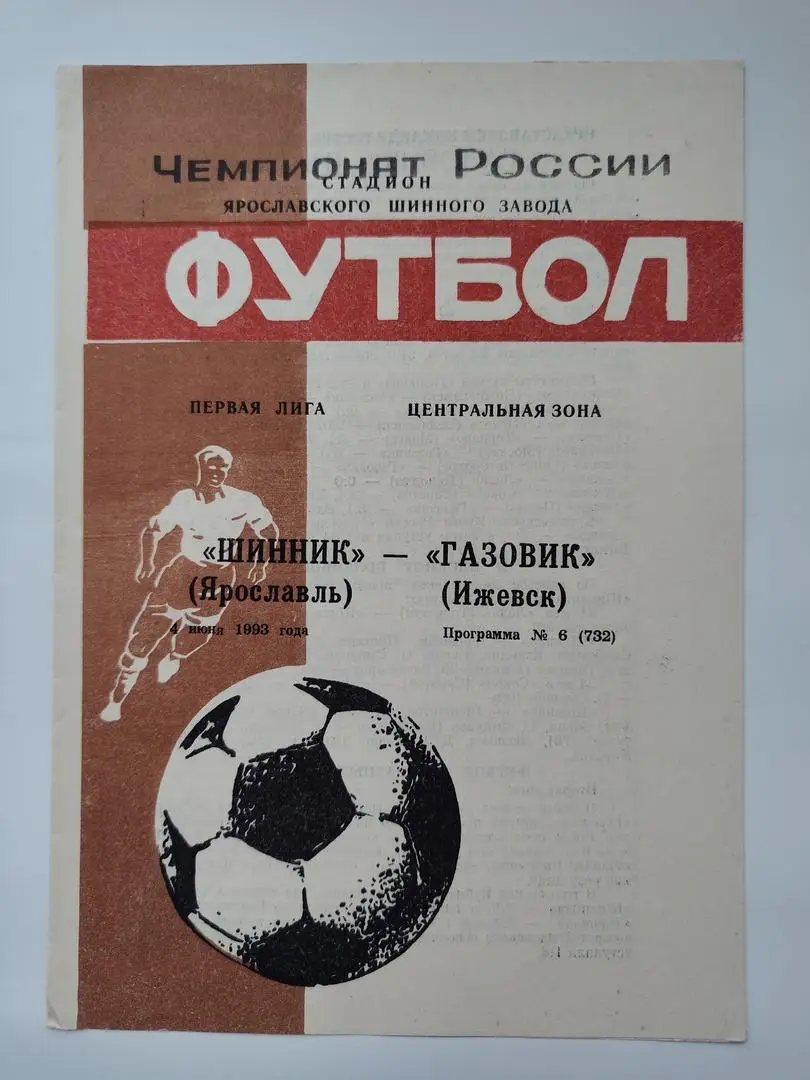 Чемпионат России
СТАДИОН
ЯРОСЛАВСКОГО ШИННОГО ЗАВОДА
ФУТБОЛ
ПЕРВАЯ ЛИГА ЦЕНТРАЛЬНАЯ ЗОНА
«ШИННИК» — «ГАЗОВИК»
(Ярославль) (Ижевск)
4 июня 1993 года Программа № 6 (732)